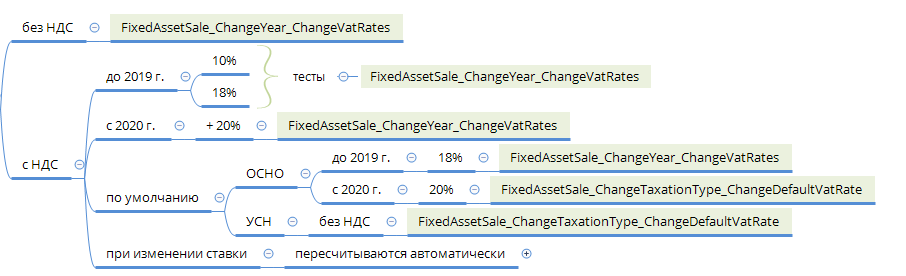 без НДС FixedAssetSale_ChangeYear_ChangeVatRates
с НДС
до 2019 г.
10%
18%
тесты FixedAssetSale_ChangeYear_ChangeVatRates
с 2020 г. + 20% FixedAssetSale_ChangeYear_ChangeVatRates
по умолчанию
ОСНО
до 2019 г. 18% FixedAssetSale_ChangeYear_ChangeVatRates
с 2020 г. 20% FixedAssetSale_ChangeTaxationType_ChangeDefaultVatRate
УСН без НДС FixedAssetSale_ChangeTaxationType_ChangeDefaultVatRate
при изменении ставки пересчитываются автоматически